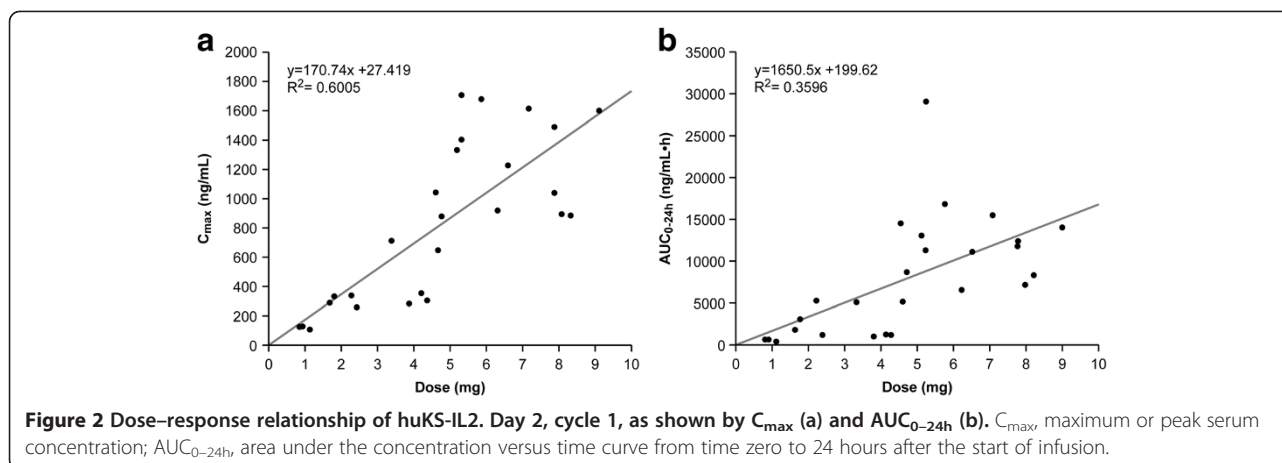 a
2000
1800
1600
1400
1200
1000
800
600
400
200
0
Cmax (ng/mL)
y=170.74x +27.419
R²= 0.6005
0 1 2 3 4 5 6 7 8 9 10
Dose (mg)
b
35000
30000
25000
20000
15000
10000
5000
0
AUC0-24h (ng/mL•h)
y=1650.5x +199.62
R²= 0.3596
0 1 2 3 4 5 6 7 8 9 10
Dose (mg)
Figure 2 Dose–response relationship of huKS-IL2. Day 2, cycle 1, as shown by Cmax (a) and AUC0–24h (b). Cmax, maximum or peak serum
concentration; AUC0–24h, area under the concentration versus time curve from time zero to 24 hours after the start of infusion.